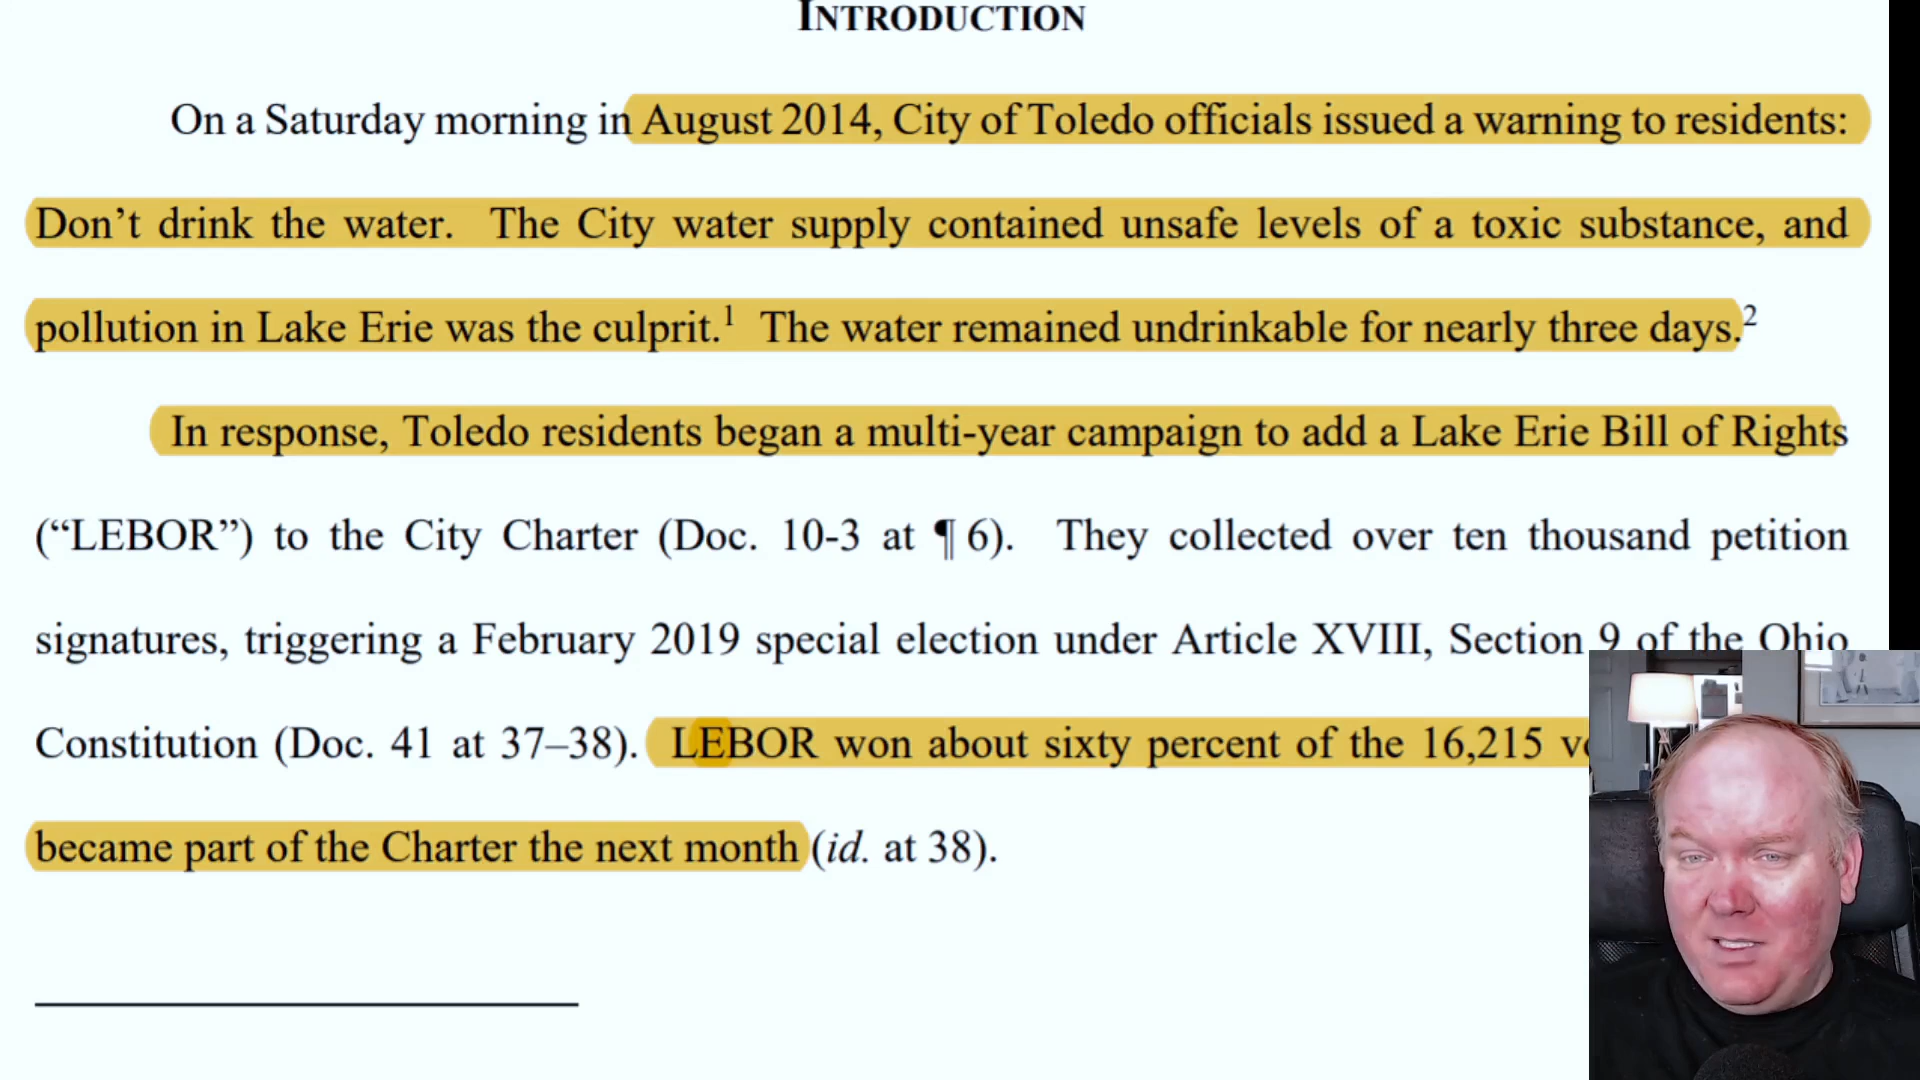 INTRODUCTION
On a Saturday morning in August 2014, City of Toledo officials issued a warning to residents:
Don’t drink the water. The City water supply contained unsafe levels of a toxic substance, and
pollution in Lake Erie was the culprit.1 The water remained undrinkable for nearly three days.2
In response, Toledo residents began a multi-year campaign to add a Lake Erie Bill of Rights
(“LEBOR”) to the City Charter (Doc. 10-3 at ¶ 6). They collected over ten thousand petition
signatures, triggering a February 2019 special election under Article XVIII, Section 9 of the Ohio
Constitution (Doc. 41 at 37–38). LEBOR won about sixty percent of the 16,215
became part of the Charter the next month (id. at 38).